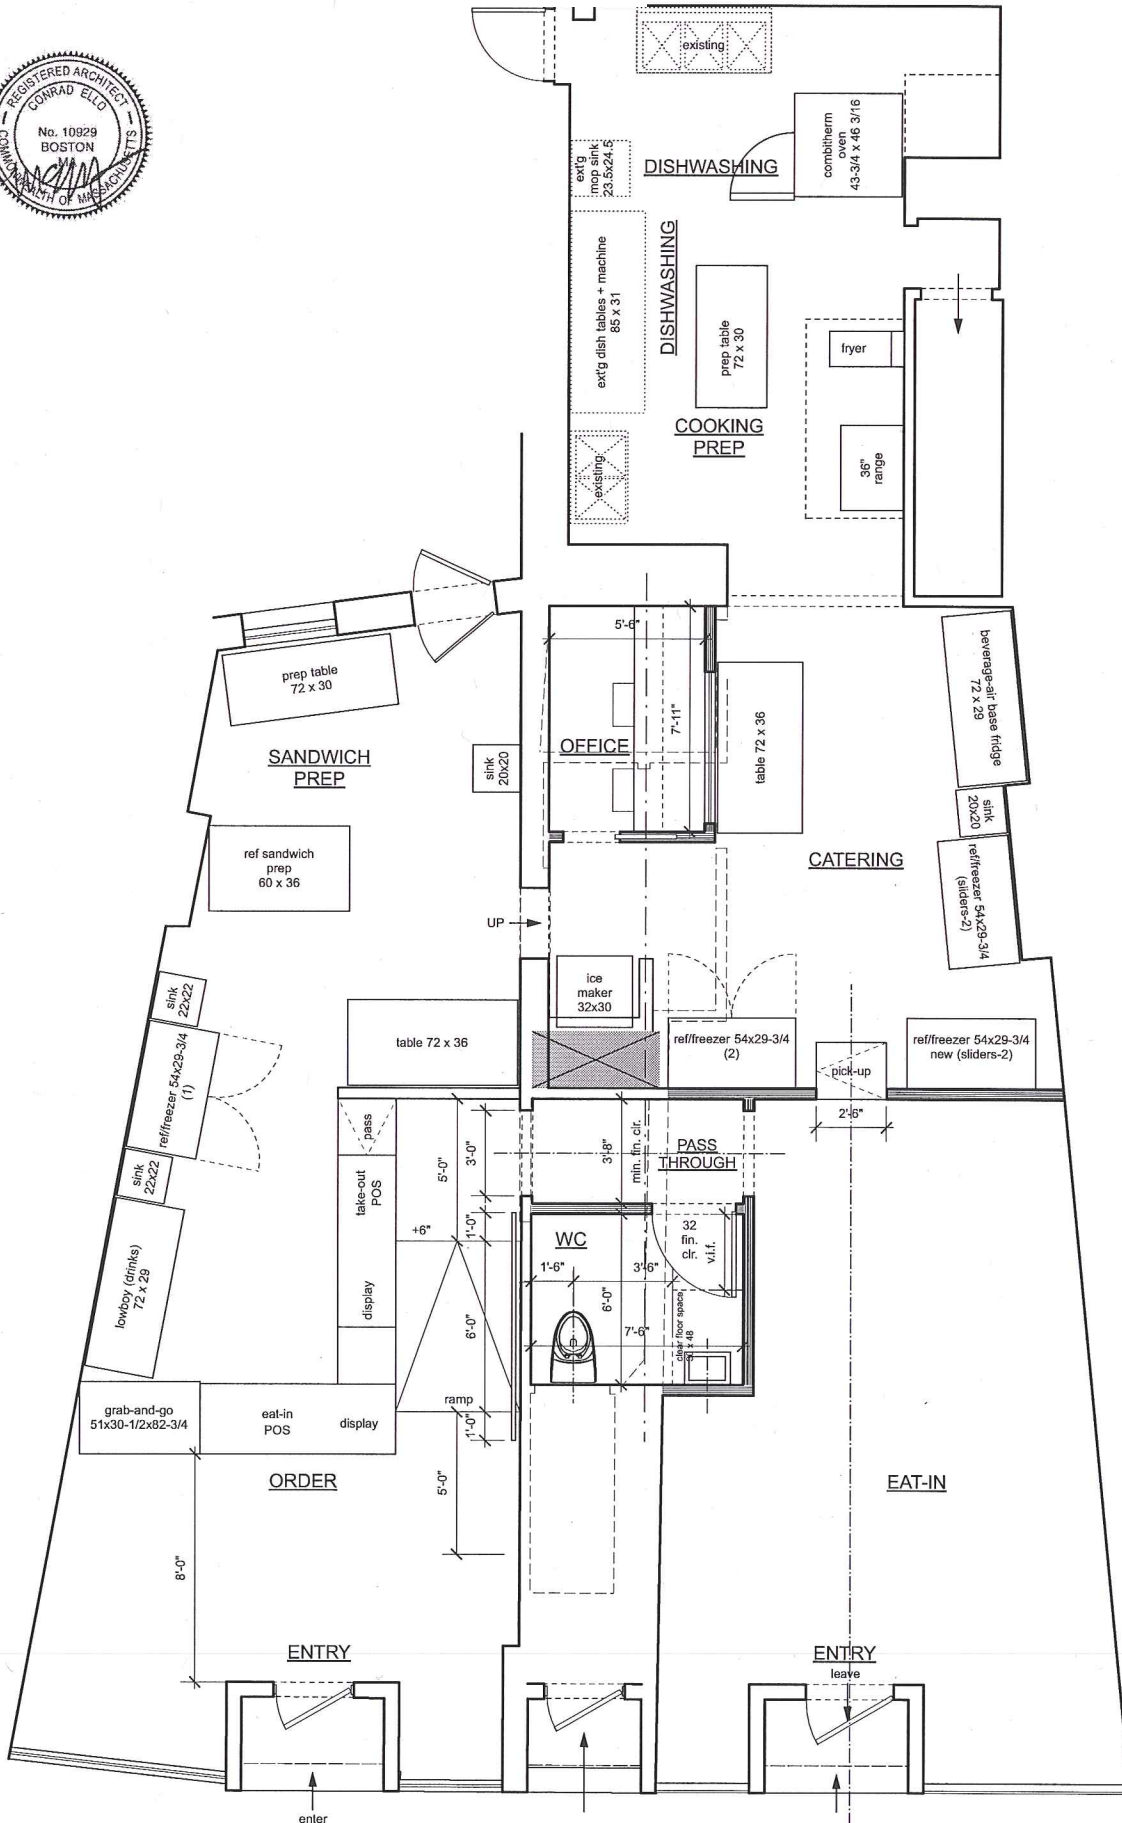 REGISTERED ARCHITECT
CONRAD ELLO
No. 10929
BOSTON
MA
COMMONWEALTH OF MASSACHUSETTS
existing
ext'g
mop sink
23.5x24.5
DISHWASHING
combitherm
oven
43-3/4 x 46 3/16
ext'g dish tables + machine
85 x 31
DISHWASHING
prep table
72 x 30
fryer
COOKING
PREP
36"
range
existing
prep table
72 x 30
SANDWICH
PREP
sink
20x20
5'-6"
7'-11"
OFFICE
table 72 x 36
beverage-air base fridge
72 x 29
sink
20x20
ref/freezer 54x29-3/4
(sliders-2)
CATERING
ref sandwich
prep
60 x 36
UP
ice
maker
32x30
sink
22x22
ref/freezer 54x29-3/4
(1)
sink
22x22
lowboy (drinks)
72 x 29
table 72 x 36
ref/freezer 54x29-3/4
(2)
pick-up
2'-6"
ref/freezer 54x29-3/4
new (sliders-2)
pass
take-out
POS
display
5'-0"
3'-0"
3'-8"
min. fin. clr.
PASS
THROUGH
+6"
1'-0"
6'-0"
ramp
1'-0"
5'-0"
WC
32
fin.
clr.
v.i.f.
1'-6"
3'-6"
6'-0"
7'-6"
clear floor space
x 48
grab-and-go
51x30-1/2x82-3/4
eat-in
POS
display
ORDER
EAT-IN
8'-0"
ENTRY
ENTRY
leave
enter